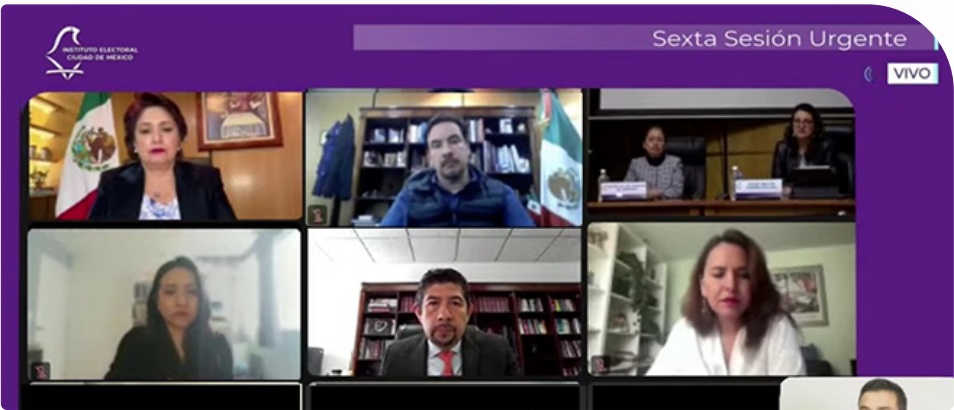 INSTITUTO ELECTORAL
CIUDAD DE MÉXICO
Sexta Sesión Urgente
VIVO